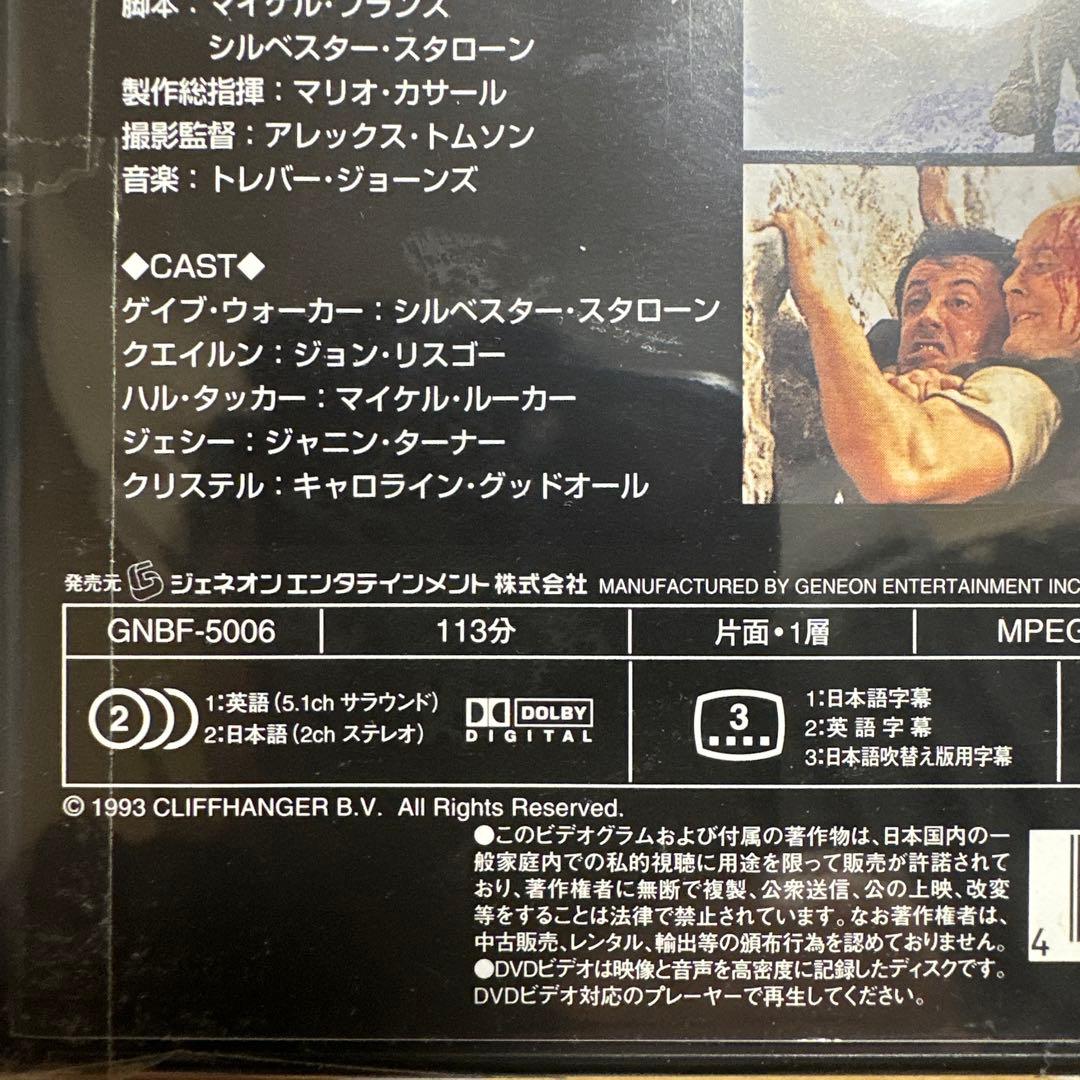 脚本：マイケル・フランス
シルベスター・スタローン
製作総指揮：マリオ・カサール
撮影監督：アレックス・トムソン
音楽：トレバー・ジョーンズ
◆CAST◆
ゲイブ・ウォーカー：シルベスター・スタローン
クエイルン：ジョン・リスゴー
ハル・タッカー：マイケル・ルーカー
ジェシー：ジャニン・ターナー
クリステル：キャロライン・グッドオール
発売元 ジェネオン エンタテインメント 株式会社 MANUFACTURED BY GENEON ENTERTAINMENT INC
GNBF-5006 113分 片面・1層 MPEG
2 1:英語(5.1ch サラウンド)
2:日本語(2ch ステレオ)
DOLBY
DIGITAL
3 1:日本語字幕
2:英語字幕
3:日本語吹替え版用字幕
© 1993 CLIFFHANGER B.V. All Rights Reserved.
●このビデオグラムおよび付属の著作物は、日本国内の一
般家庭内での私的視聴に用途を限って販売が許諾されて
おり、著作権者に無断で複製、公衆送信、公の上映、改変
等をすることは法律で禁止されています。なお著作権者は、
中古販売、レンタル、輸出等の頒布行為を認めておりません。
●DVDビデオは映像と音声を高密度に記録したディスクです。
DVDビデオ対応のプレーヤーで再生してください。
4